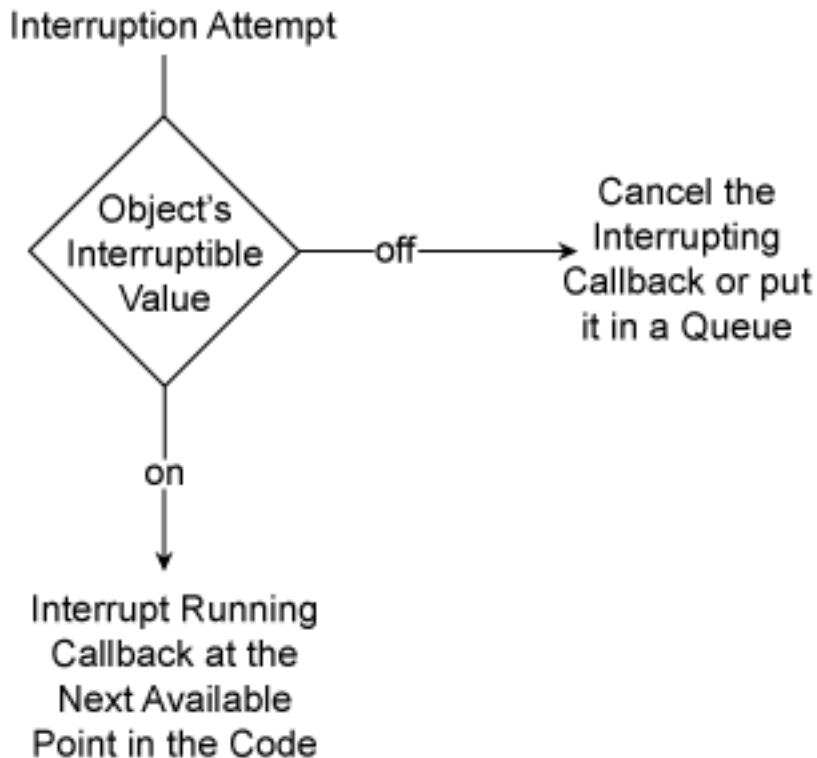 Interruption Attempt
Object's
Interruptible
Value
off
Cancel the
Interrupting
Callback or put
it in a Queue
on
Interrupt Running
Callback at the
Next Available
Point in the Code